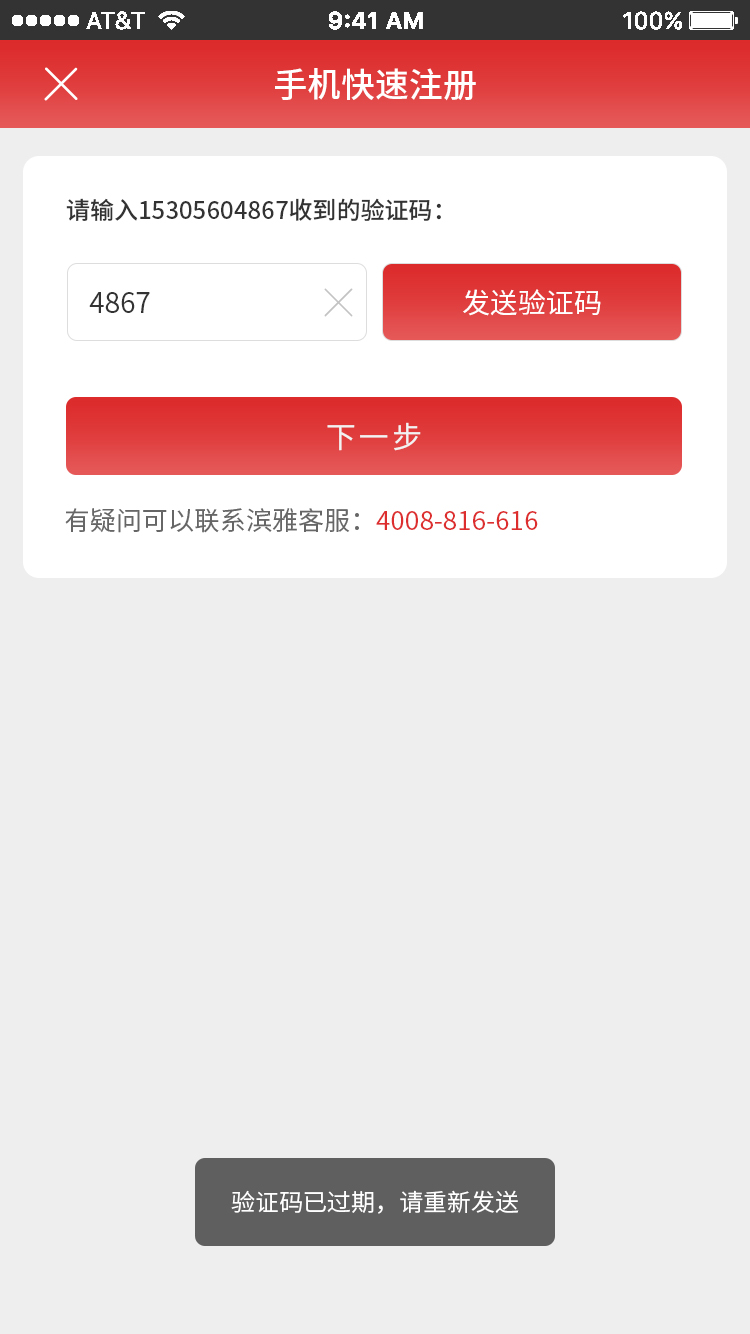 AT&T 9:41 AM 100%
手机快速注册
请输入15305604867收到的验证码：
4867 发送验证码
下一步
有疑问可以联系滨雅客服：4008-816-616
验证码已过期，请重新发送